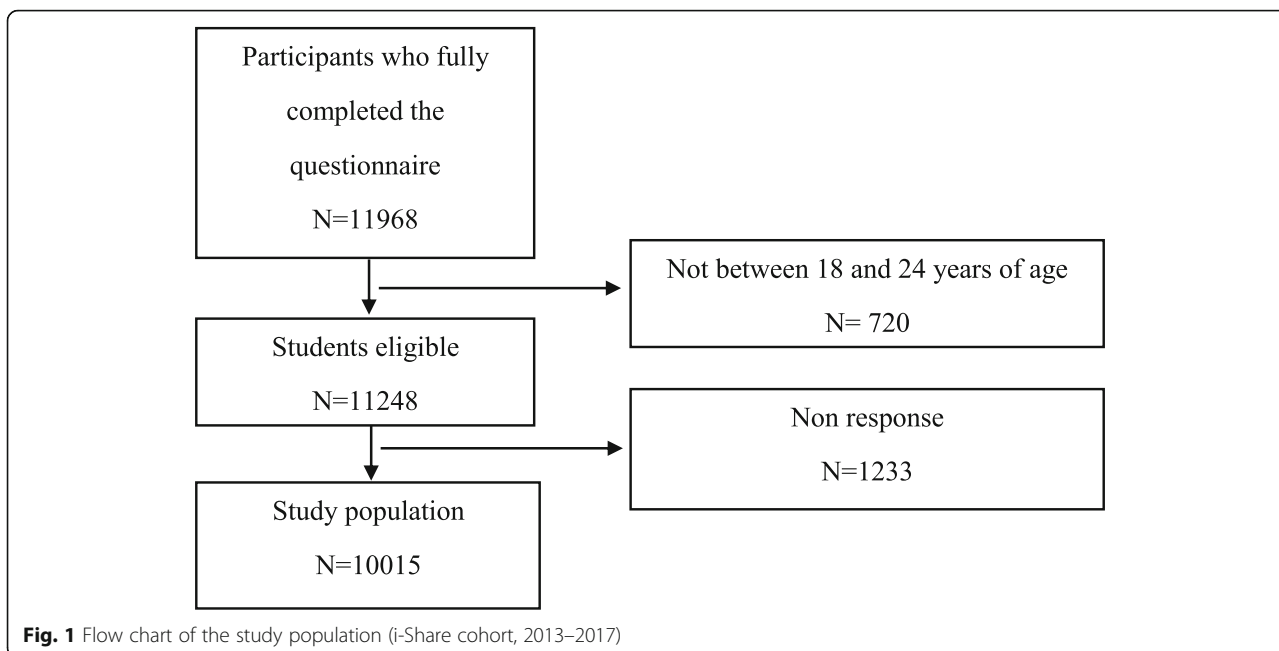 Participants who fully
completed the
questionnaire
N=11968
Not between 18 and 24 years of age
N= 720
Students eligible
N=11248
Non response
N=1233
Study population
N=10015
Fig. 1 Flow chart of the study population (i-Share cohort, 2013–2017)